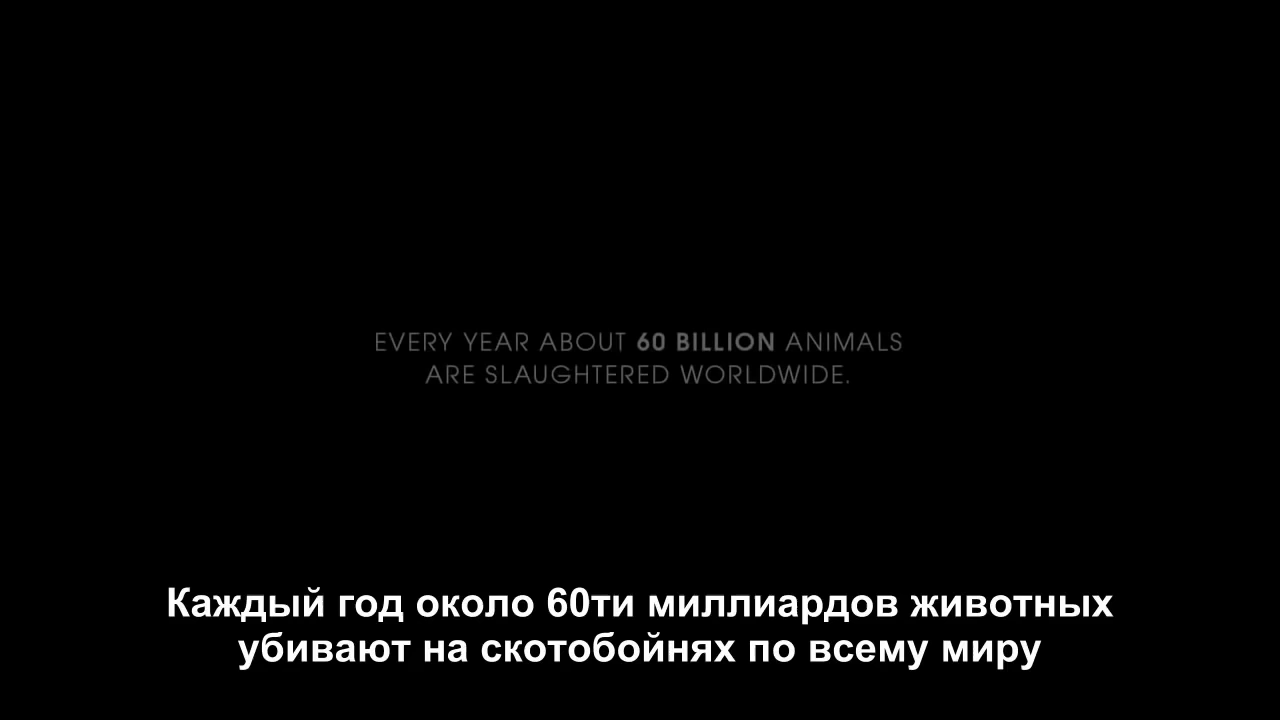 EVERY YEAR ABOUT 60 BILLION ANIMALS
ARE SLAUGHTERED WORLDWIDE.
Каждый год около 60ти миллиардов животных
убивают на скотобойнях по всему миру